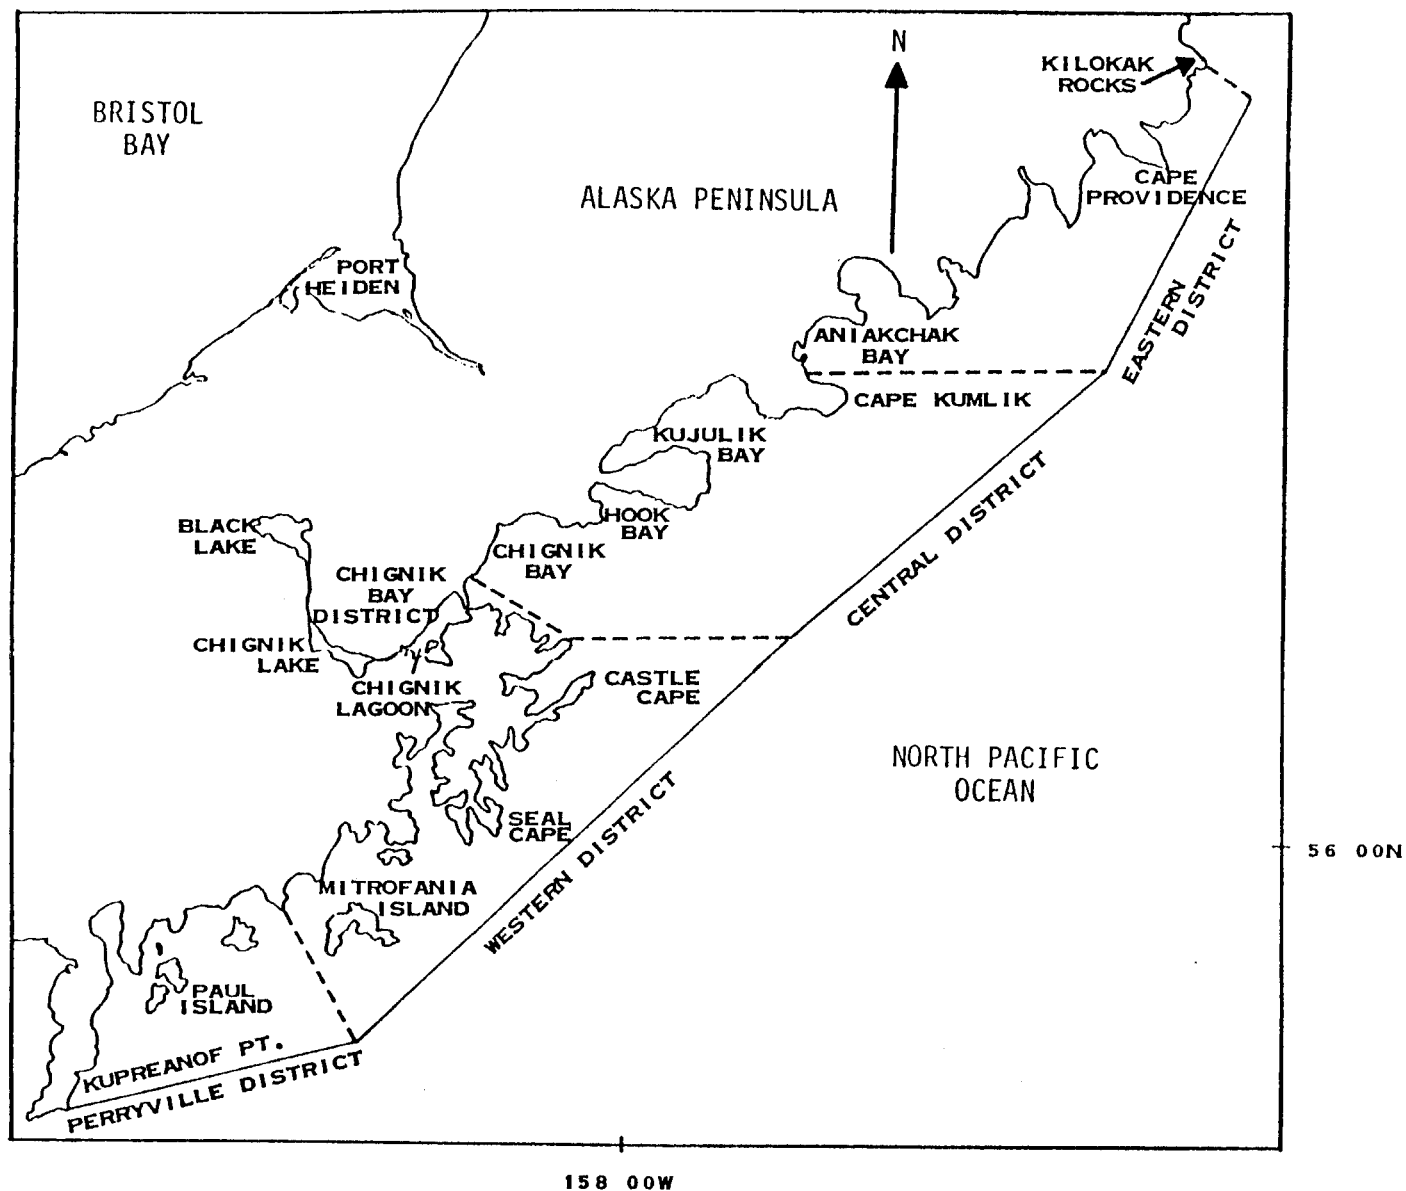 N
KILOKAK
ROCKS
BRISTOL
BAY
CAPE
PROVIDENCE
ALASKA PENINSULA
PORT
HEIDEN
EASTERN
DISTRICT
ANIAKCHAK
BAY
CAPE KUMLIK
KUJULIK
BAY
CENTRAL DISTRICT
HOOK
BAY
BLACK
LAKE
CHIGNIK
BAY
CHIGNIK
BAY
DISTRICT
CHIGNIK
LAKE
CHIGNIK
LAGOON
CASTLE
CAPE
NORTH PACIFIC
OCEAN
SEAL
CAPE
WESTERN DISTRICT
56 00N
MITROFANIA
ISLAND
PAUL
ISLAND
KUPREANOF PT.
PERRYVILLE DISTRICT
158 00W